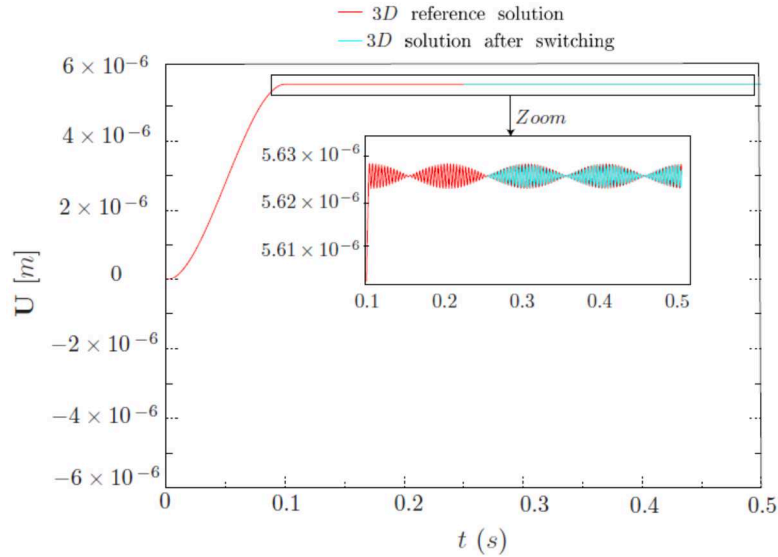 3D reference solution
3D solution after switching
6 × 10⁻⁶
4 × 10⁻⁶
2 × 10⁻⁶
0
−2 × 10⁻⁶
−4 × 10⁻⁶
−6 × 10⁻⁶
U [m]
Zoom
5.63 × 10⁻⁶
5.62 × 10⁻⁶
5.61 × 10⁻⁶
0.1 0.2 0.3 0.4 0.5
0 0.1 0.2 0.3 0.4 0.5
t (s)